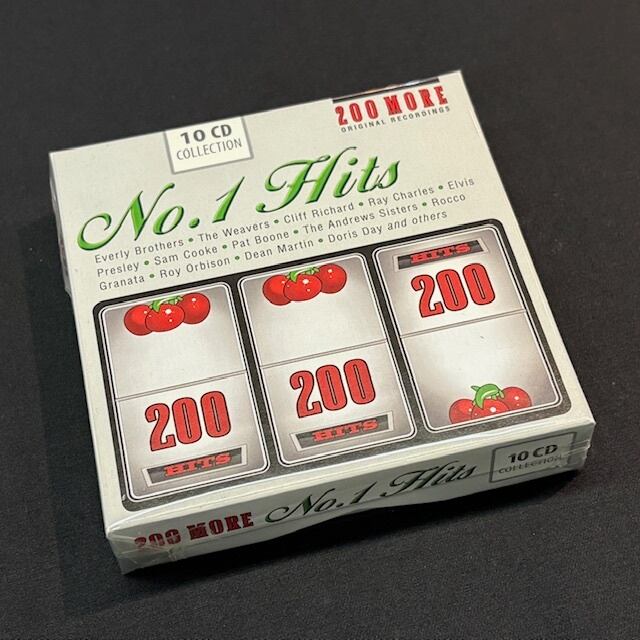 200 MORE
ORIGINAL RECORDINGS
10 CD
COLLECTION
No. 1 Hits
Everly Brothers • The Weavers • Cliff Richard • Ray Charles • Elvis
Presley • Sam Cooke • Pat Boone • The Andrews Sisters • Rocco
Granata • Roy Orbison • Dean Martin • Doris Day and others
200
HITS
200
HITS
HITS
200
200 MORE
No. 1 Hits
10 CD
COLLECTION